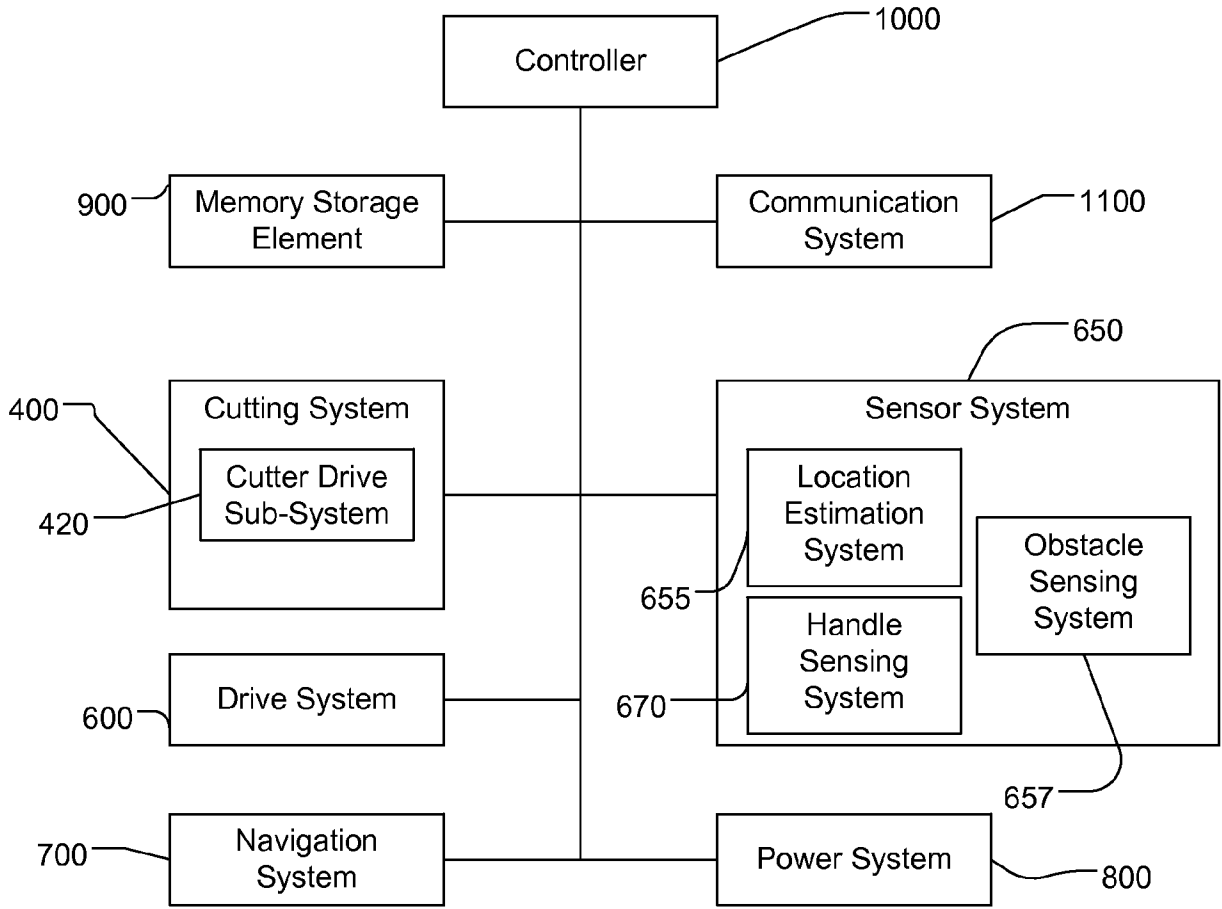 1000
Controller
900
Memory Storage
Element
Communication
System
1100
650
400
Cutting System
Cutter Drive
Sub-System
420
Sensor System
Location
Estimation
System
655
Obstacle
Sensing
System
Handle
Sensing
System
670
657
Drive System
600
700
Navigation
System
Power System
800